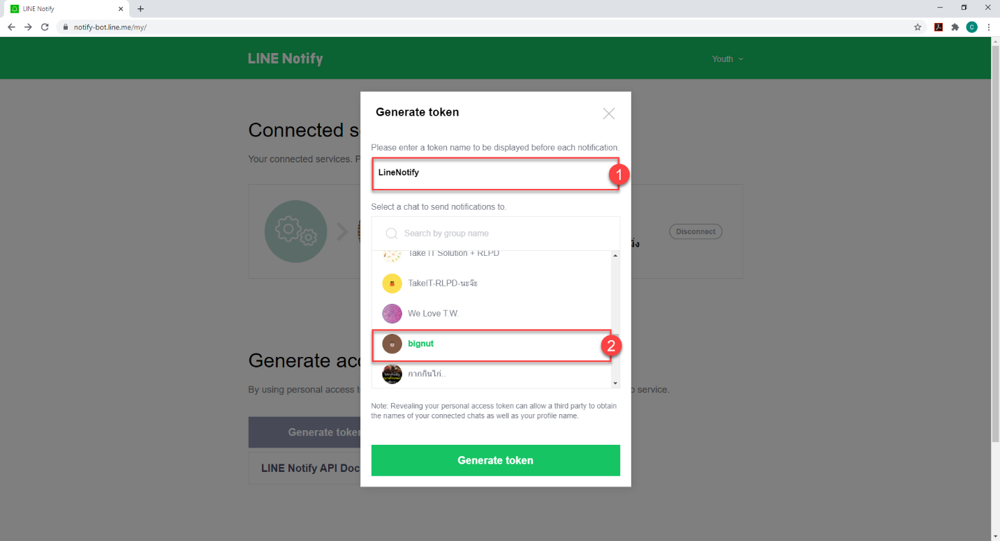 LINE Notify
notify-bot.line.me/my/
C
LINE Notify
Youth
Generate token
Connected s
Please enter a token name to be displayed before each notification.
Your connected services. P
LineNotify
1
Select a chat to send notifications to.
Search by group name
Disconnect
Take IT Solution + RLPD
TakeIT-RLPD-นะจ๊ะ
We Love T.W.
bignut
2
Generate acc
กากกินไก่..
By using personal access t
service.
Note: Revealing your personal access token can allow a third party to obtain
the names of your connected chats as well as your profile name.
Generate token
Generate token
LINE Notify API Doc